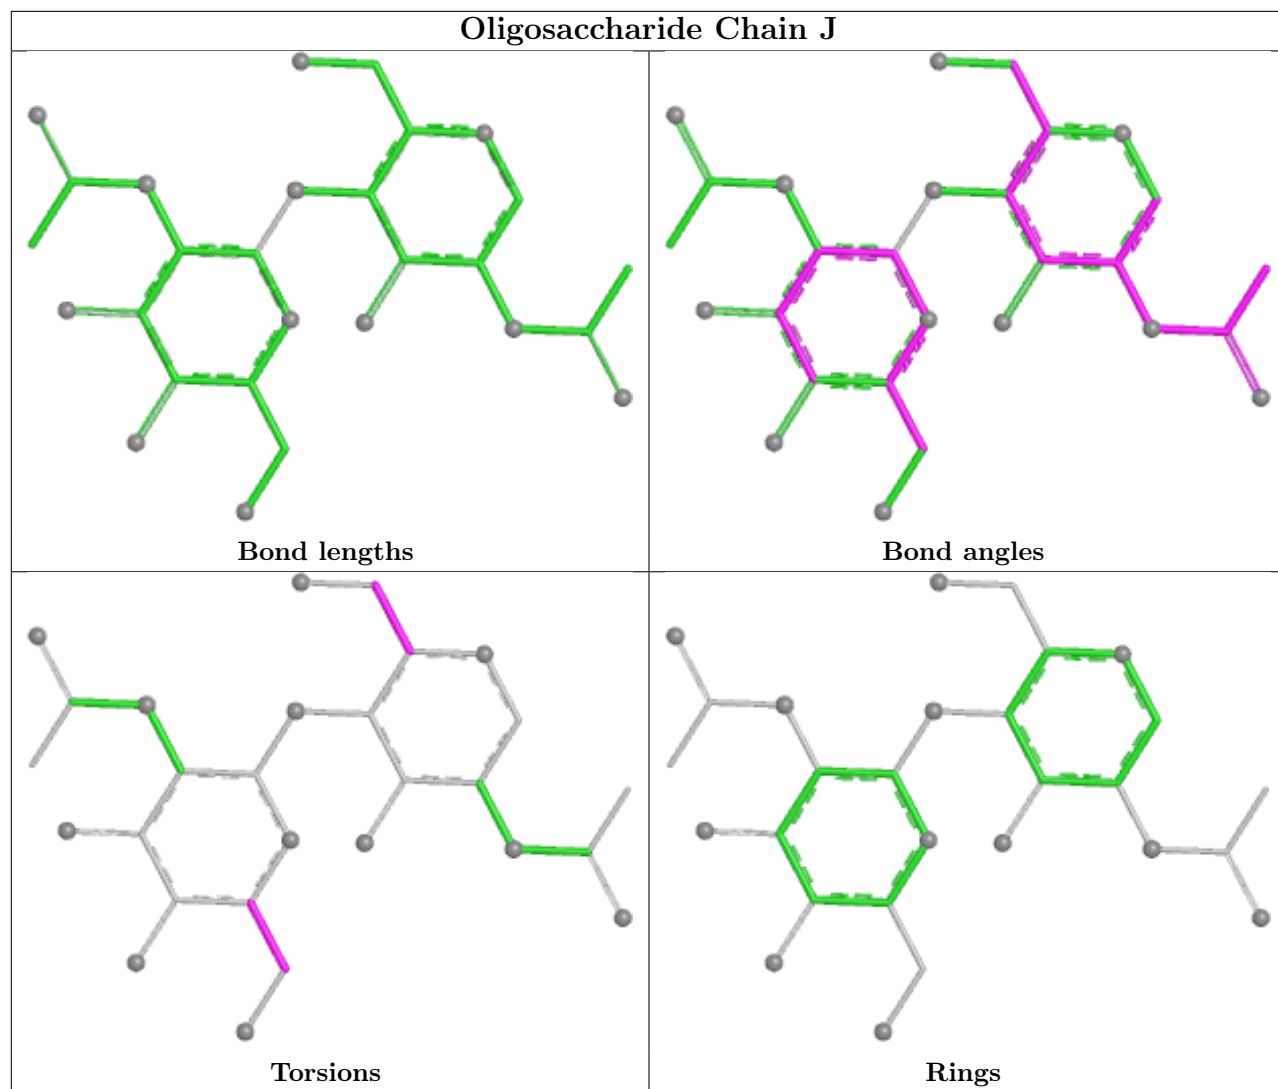 Oligosaccharide Chain J
Bond lengths
Bond angles
Torsions
Rings